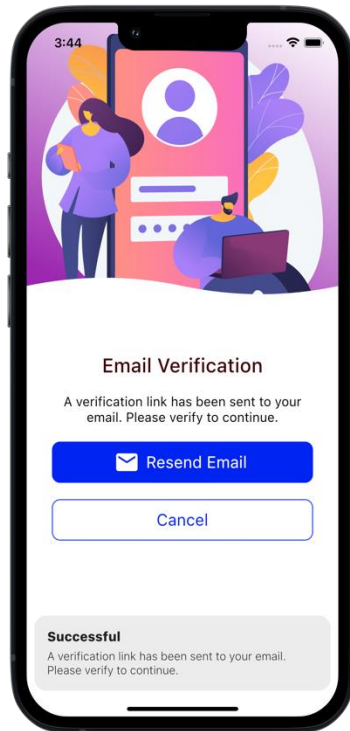 3:44
Email Verification
A verification link has been sent to your
email. Please verify to continue.
Resend Email
Cancel
Successful
A verification link has been sent to your email.
Please verify to continue.